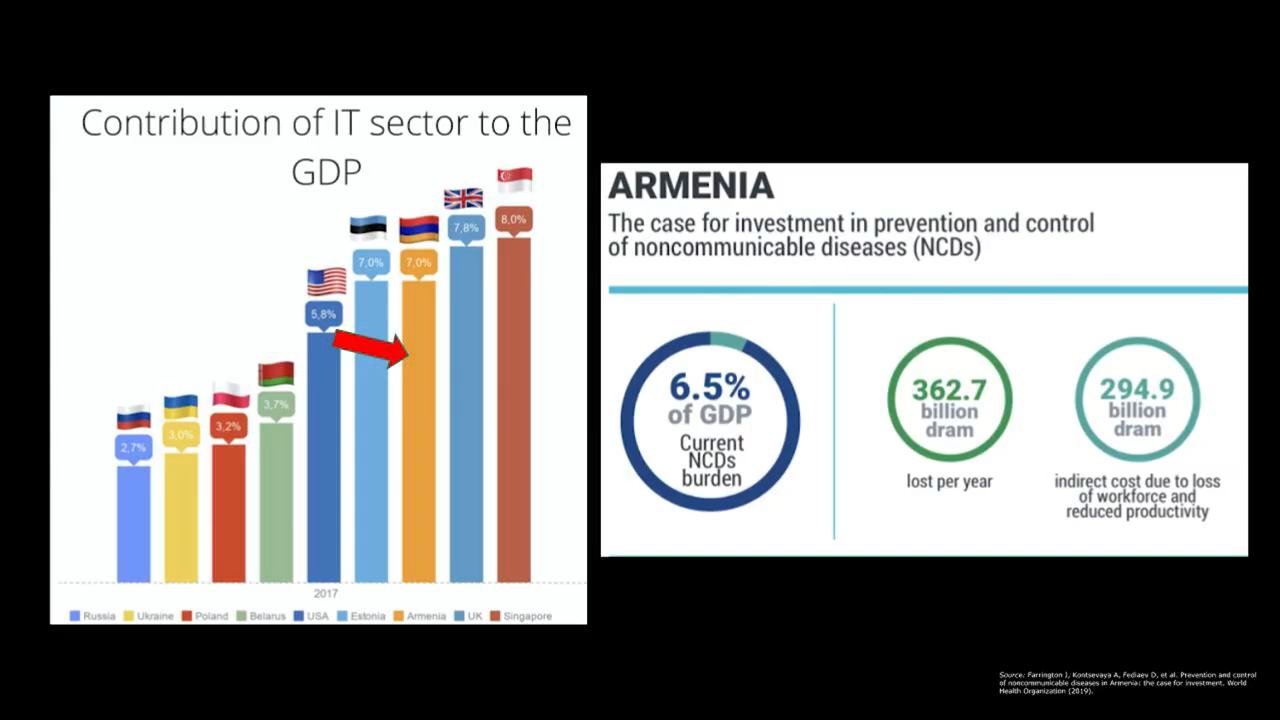 Contribution of IT sector to the
GDP
2,7%
3,0%
3,2%
3,7%
5,8%
7,0%
7,0%
7,8%
8,0%
2017
Russia Ukraine Poland Belarus USA Estonia Armenia UK Singapore
ARMENIA
The case for investment in prevention and control
of noncommunicable diseases (NCDs)
6.5%
of GDP
Current
NCDs
burden
362.7
billion
dram
lost per year
294.9
billion
dram
indirect cost due to loss
of workforce and
reduced productivity
Source: Farrington J, Kontsevaya A, Fediaev D, et al. Prevention and control
of noncommunicable diseases in Armenia: the case for investment. World
Health Organization (2019).